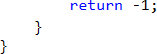 return -1;
}
}